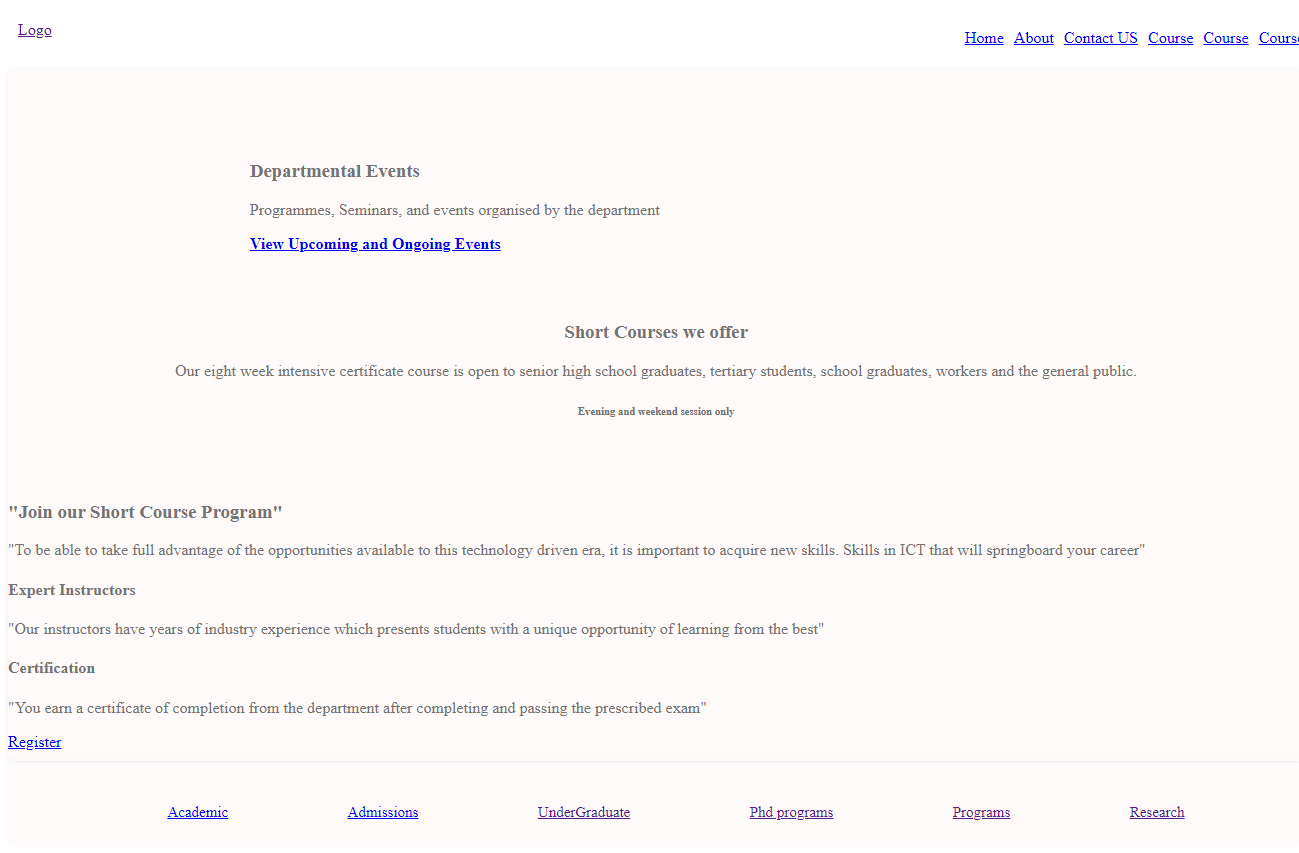 Logo
Home About Contact US Course Course Cours
Departmental Events
Programmes, Seminars, and events organised by the department
View Upcoming and Ongoing Events
Short Courses we offer
Our eight week intensive certificate course is open to senior high school graduates, tertiary students, school graduates, workers and the general public.
Evening and weekend session only
"Join our Short Course Program"
"To be able to take full advantage of the opportunities available to this technology driven era, it is important to acquire new skills. Skills in ICT that will springboard your career"
Expert Instructors
"Our instructors have years of industry experience which presents students with a unique opportunity of learning from the best"
Certification
"You earn a certificate of completion from the department after completing and passing the prescribed exam"
Register
Academic Admissions UnderGraduate Phd programs Programs Research